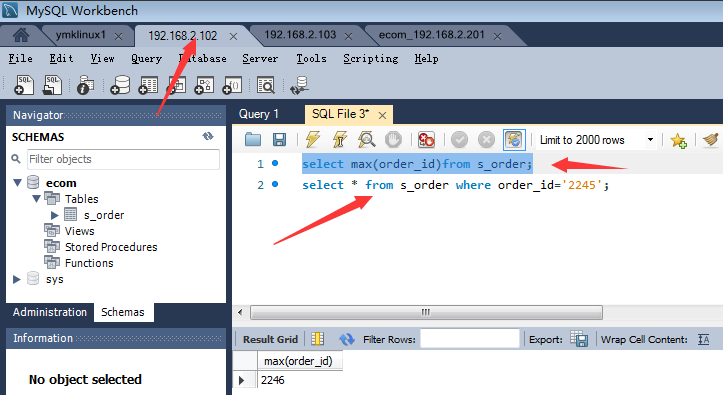 MySQL Workbench
ymklinux1 192.168.2.102 192.168.2.103 ecom_192.168.2.201
File Edit View Query Database Server Tools Scripting Help
Navigator
SCHEMAS
Filter objects
ecom
Tables
s_order
Views
Stored Procedures
Functions
sys
Administration Schemas
Information
No object selected
Query 1 SQL File 3*
Limit to 2000 rows
1 select max(order_id)from s_order;
2 select * from s_order where order_id='2245';
Result Grid Filter Rows: Export: Wrap Cell Content:
max(order_id)
2246